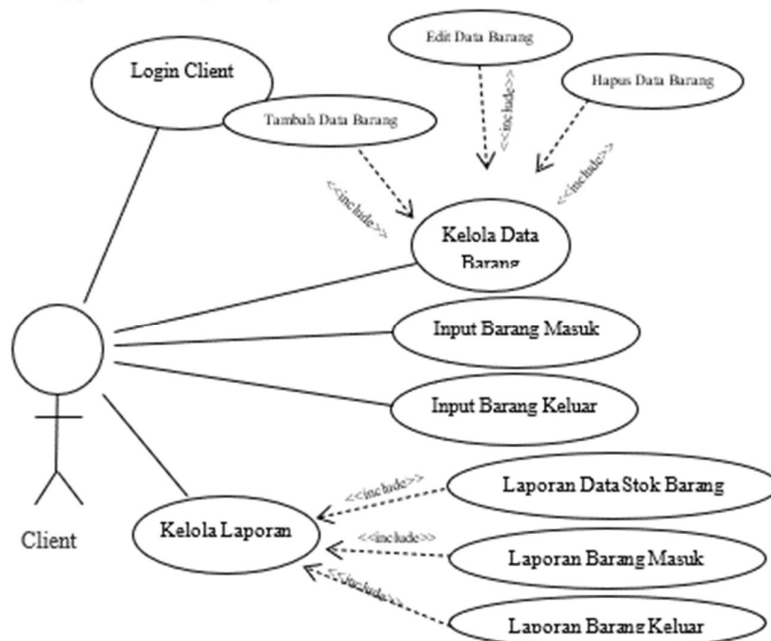 Edit Data Barang
Login Client
Hapus Data Barang
Tambah Data Barang
<<include>>
<<include>>
<<include>>
Kelola Data
Barang
Input Barang Masuk
Input Barang Keluar
Client
Kelola Laporan
<<include>>
Laporan Data Stok Barang
<<include>>
Laporan Barang Masuk
<<include>>
Laporan Barang Keluar